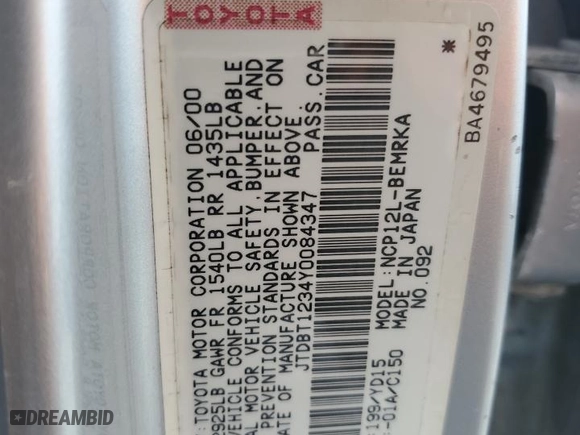 TOYOTA
:TOYOTA MOTOR CORPORATION 06/00
2925LB GAWR FR 1540LB RR 1435LB
VEHICLE CONFORMS TO ALL APPLICABLE
AL MOTOR VEHICLE SAFETY, BUMPER, AND
PREVENTION STANDARDS IN EFFECT ON
ATE OF MANUFACTURE SHOWN ABOVE.
JTDBT1234Y0084347 PASS. CAR
199/YD15 MODEL:NCP12L-BEMRKA
-01A/C150 MADE IN JAPAN
NO.092
* BA4679495
DREAMBID